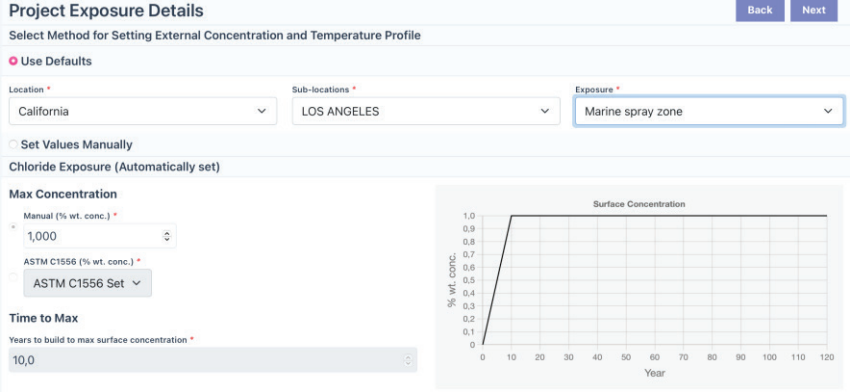 Project Exposure Details
Back Next
Select Method for Setting External Concentration and Temperature Profile
Use Defaults
Location * Sub-locations * Exposure *
California LOS ANGELES Marine spray zone
Set Values Manually
Chloride Exposure (Automatically set)
Max Concentration
Manual (% wt. conc.) *
*
1,000
ASTM C1556 (% wt. conc.) *
ASTM C1556 Set
Time to Max
Years to build to max surface concentration *
10,0
Surface Concentration
% wt. conc.
1,0
0,9
0,8
0,7
0,6
0,5
0,4
0,3
0,2
0,1
0
0 10 20 30 40 50 60 70 80 90 100 110 120
Year